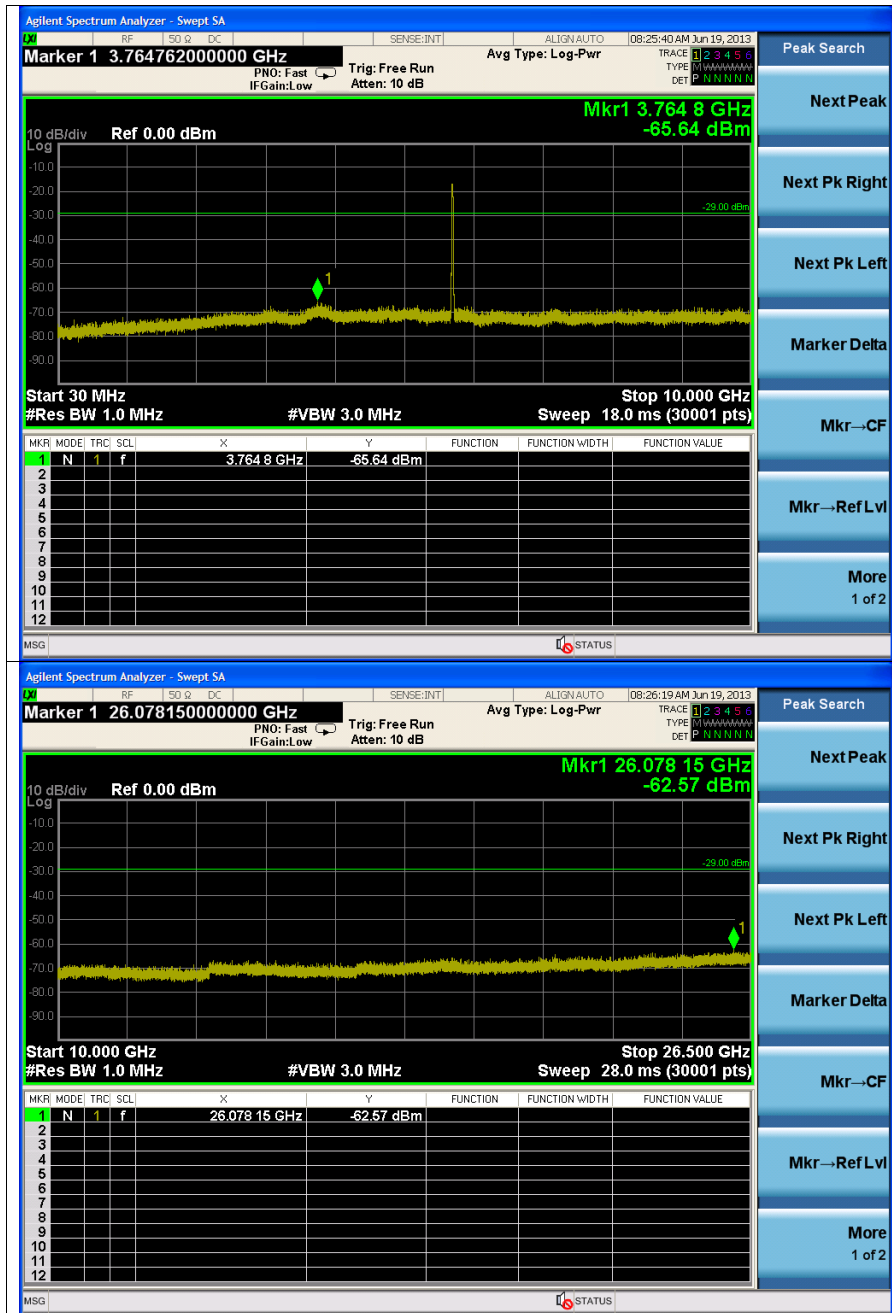 Agilent Spectrum Analyzer - Swept SA
LXI RF 50 Ω DC SENSE:INT ALIGN AUTO 08:25:40 AM Jun 19, 2013
Marker 1 3.764762000000 GHz
PNO: Fast
IFGain:Low
Trig: Free Run
Atten: 10 dB
Avg Type: Log-Pwr
TRACE 1 2 3 4 5 6
TYPE M WWWWW
DET P N N N N N
Peak Search
Next Peak
Next Pk Right
Next Pk Left
Marker Delta
Mkr→CF
Mkr→Ref Lvl
More
1 of 2
Mkr1 3.764 8 GHz
-65.64 dBm
10 dB/div Ref 0.00 dBm
Log
-10.0
-20.0
-29.00 dBm
-30.0
-40.0
-50.0
1
-60.0
-70.0
-80.0
-90.0
Start 30 MHz Stop 10.000 GHz
#Res BW 1.0 MHz #VBW 3.0 MHz Sweep 18.0 ms (30001 pts)
MKR MODE TRC SCL X Y FUNCTION FUNCTION WIDTH FUNCTION VALUE
1 N 1 f 3.764 8 GHz -65.64 dBm
2
3
4
5
6
7
8
9
10
11
12
MSG STATUS
Agilent Spectrum Analyzer - Swept SA
LXI RF 50 Ω DC SENSE:INT ALIGN AUTO 08:26:19 AM Jun 19, 2013
Marker 1 26.078150000000 GHz
PNO: Fast
IFGain:Low
Trig: Free Run
Atten: 10 dB
Avg Type: Log-Pwr
TRACE 1 2 3 4 5 6
TYPE M WWWWW
DET P N N N N N
Peak Search
Next Peak
Next Pk Right
Next Pk Left
Marker Delta
Mkr→CF
Mkr→Ref Lvl
More
1 of 2
Mkr1 26.078 15 GHz
-62.57 dBm
10 dB/div Ref 0.00 dBm
Log
-10.0
-20.0
-29.00 dBm
-30.0
-40.0
-50.0
1
-60.0
-70.0
-80.0
-90.0
Start 10.000 GHz Stop 26.500 GHz
#Res BW 1.0 MHz #VBW 3.0 MHz Sweep 28.0 ms (30001 pts)
MKR MODE TRC SCL X Y FUNCTION FUNCTION WIDTH FUNCTION VALUE
1 N 1 f 26.078 15 GHz -62.57 dBm
2
3
4
5
6
7
8
9
10
11
12
MSG STATUS